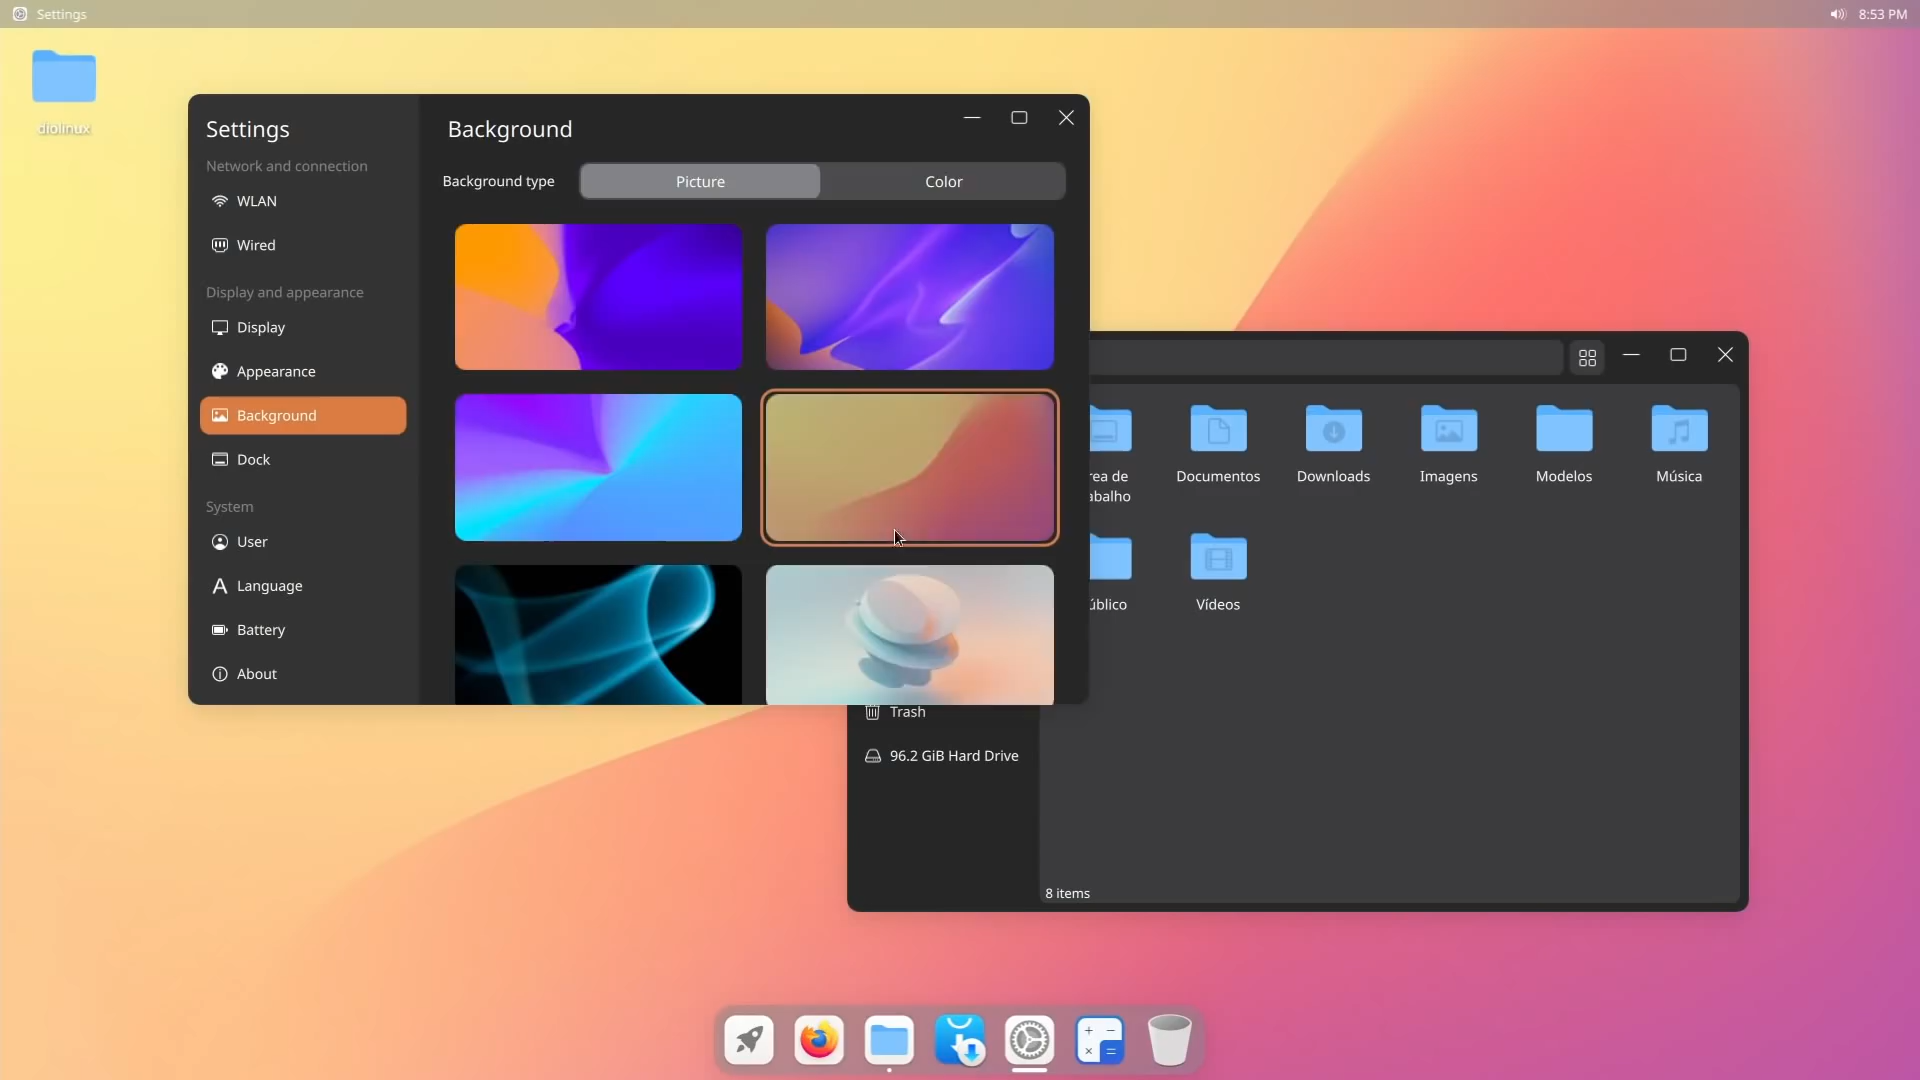 Settings
8:53 PM
diolinux
Settings
Network and connection
WLAN
Wired
Display and appearance
Display
Appearance
Background
Dock
System
User
Language
Battery
About
Background
Background type
Picture
Color
rea de
abalho
Documentos
Downloads
Imagens
Modelos
Música
úblico
Vídeos
Trash
96.2 GiB Hard Drive
8 items